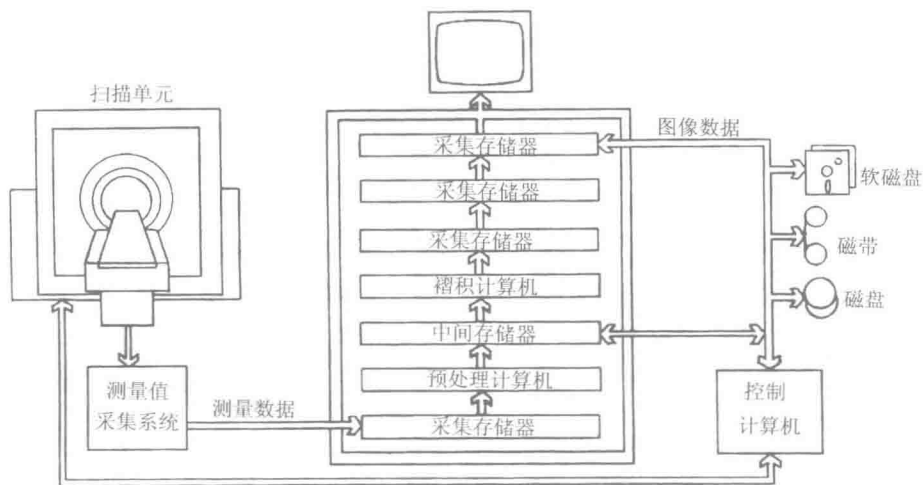 扫描单元
图像数据
采集存储器
采集存储器
采集存储器
褶积计算机
中间存储器
预处理计算机
采集存储器
软磁盘
磁带
磁盘
测量值
采集系统
测量数据
控制
计算机